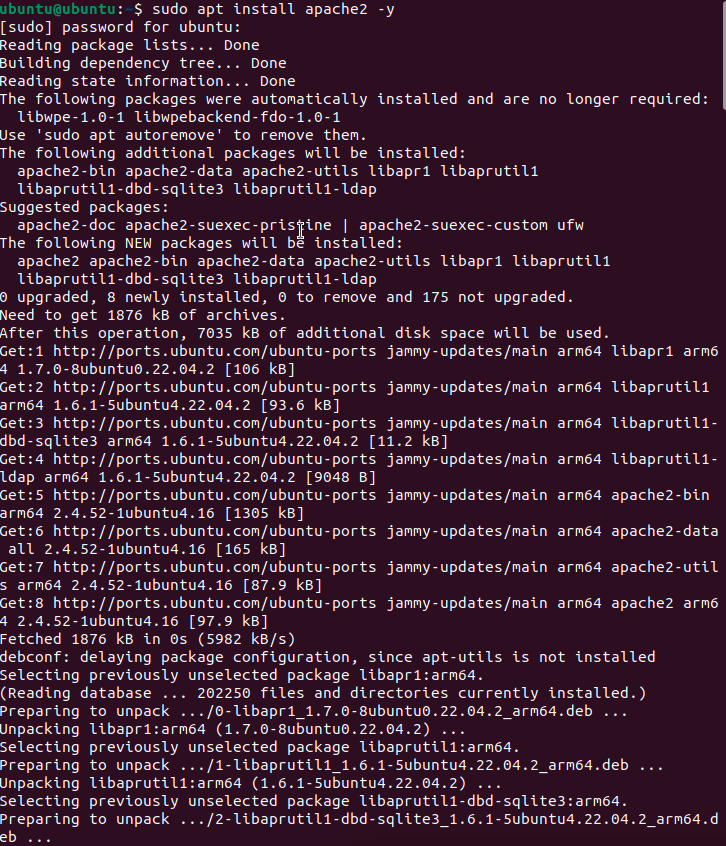 ubuntu@ubuntu:~$ sudo apt install apache2 -y
[sudo] password for ubuntu:
Reading package lists... Done
Building dependency tree... Done
Reading state information... Done
The following packages were automatically installed and are no longer required:
  libwpe-1.0-1 libwpebackend-fdo-1.0-1
Use 'sudo apt autoremove' to remove them.
The following additional packages will be installed:
  apache2-bin apache2-data apache2-utils libapr1 libaprutil1
  libaprutil1-dbd-sqlite3 libaprutil1-ldap
Suggested packages:
  apache2-doc apache2-suexec-pristine | apache2-suexec-custom ufw
The following NEW packages will be installed:
  apache2 apache2-bin apache2-data apache2-utils libapr1 libaprutil1
  libaprutil1-dbd-sqlite3 libaprutil1-ldap
0 upgraded, 8 newly installed, 0 to remove and 175 not upgraded.
Need to get 1876 kB of archives.
After this operation, 7035 kB of additional disk space will be used.
Get:1 http://ports.ubuntu.com/ubuntu-ports jammy-updates/main arm64 libapr1 arm6
4 1.7.0-8ubuntu0.22.04.2 [106 kB]
Get:2 http://ports.ubuntu.com/ubuntu-ports jammy-updates/main arm64 libaprutil1
arm64 1.6.1-5ubuntu4.22.04.2 [93.6 kB]
Get:3 http://ports.ubuntu.com/ubuntu-ports jammy-updates/main arm64 libaprutil1-
dbd-sqlite3 arm64 1.6.1-5ubuntu4.22.04.2 [11.2 kB]
Get:4 http://ports.ubuntu.com/ubuntu-ports jammy-updates/main arm64 libaprutil1-
ldap arm64 1.6.1-5ubuntu4.22.04.2 [9048 B]
Get:5 http://ports.ubuntu.com/ubuntu-ports jammy-updates/main arm64 apache2-bin
arm64 2.4.52-1ubuntu4.16 [1305 kB]
Get:6 http://ports.ubuntu.com/ubuntu-ports jammy-updates/main arm64 apache2-data
 all 2.4.52-1ubuntu4.16 [165 kB]
Get:7 http://ports.ubuntu.com/ubuntu-ports jammy-updates/main arm64 apache2-util
s arm64 2.4.52-1ubuntu4.16 [87.9 kB]
Get:8 http://ports.ubuntu.com/ubuntu-ports jammy-updates/main arm64 apache2 arm6
4 2.4.52-1ubuntu4.16 [97.9 kB]
Fetched 1876 kB in 0s (5982 kB/s)
debconf: delaying package configuration, since apt-utils is not installed
Selecting previously unselected package libapr1:arm64.
(Reading database ... 202250 files and directories currently installed.)
Preparing to unpack .../0-libapr1_1.7.0-8ubuntu0.22.04.2_arm64.deb ...
Unpacking libapr1:arm64 (1.7.0-8ubuntu0.22.04.2) ...
Selecting previously unselected package libaprutil1:arm64.
Preparing to unpack .../1-libaprutil1_1.6.1-5ubuntu4.22.04.2_arm64.deb ...
Unpacking libaprutil1:arm64 (1.6.1-5ubuntu4.22.04.2) ...
Selecting previously unselected package libaprutil1-dbd-sqlite3:arm64.
Preparing to unpack .../2-libaprutil1-dbd-sqlite3_1.6.1-5ubuntu4.22.04.2_arm64.d
eb ...